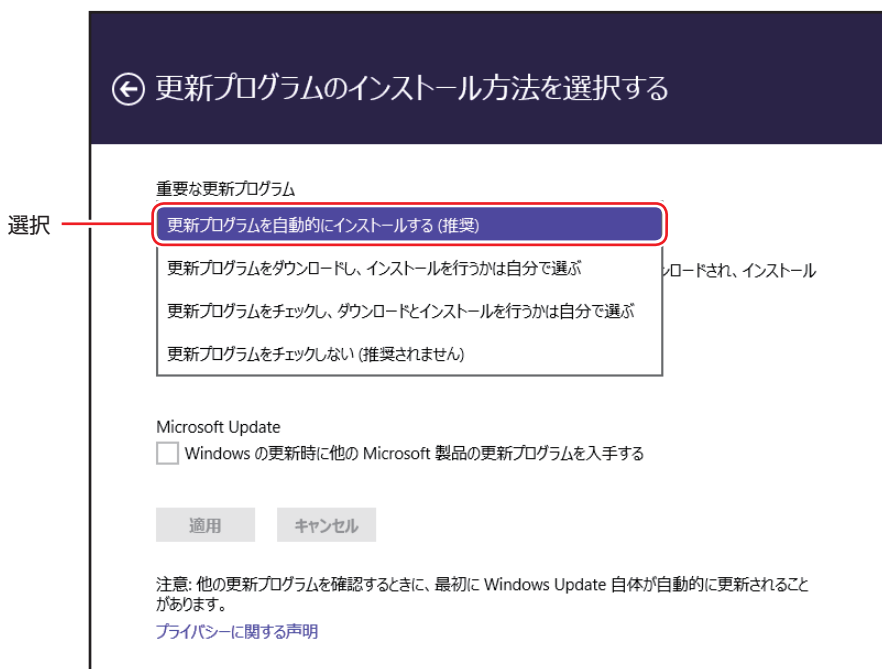 更新プログラムのインストール方法を選択する
重要な更新プログラム
選択
更新プログラムを自動的にインストールする (推奨)
更新プログラムをダウンロードし、インストールを行うかは自分で選ぶ
ンロードされ、インストール
更新プログラムをチェックし、ダウンロードとインストールを行うかは自分で選ぶ
更新プログラムをチェックしない (推奨されません)
Microsoft Update
Windows の更新時に他の Microsoft 製品の更新プログラムを入手する
適用 キャンセル
注意: 他の更新プログラムを確認するときに、最初に Windows Update 自体が自動的に更新されること
があります。
プライバシーに関する声明